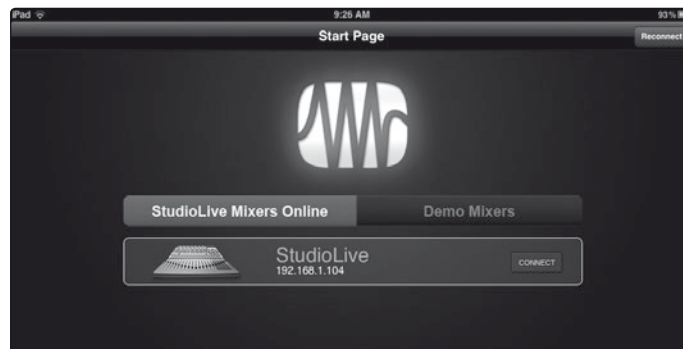 iPad 9:26 AM 93%
Start Page
Reconnect
StudioLive Mixers Online Demo Mixers
StudioLive
192.168.1.104
CONNECT